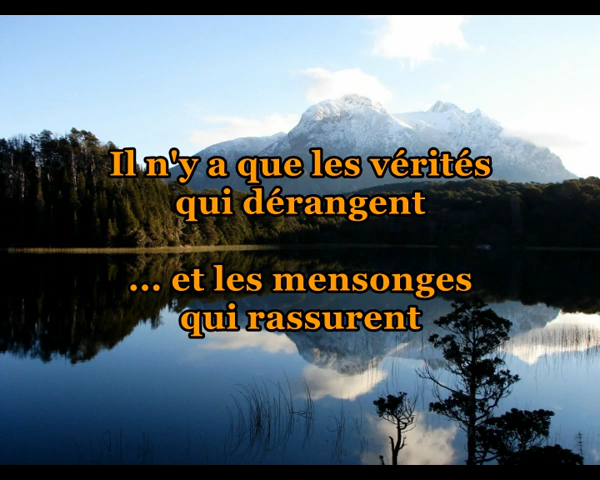 Il n'y a que les vérités
qui dérangent
... et les mensonges
qui rassurent